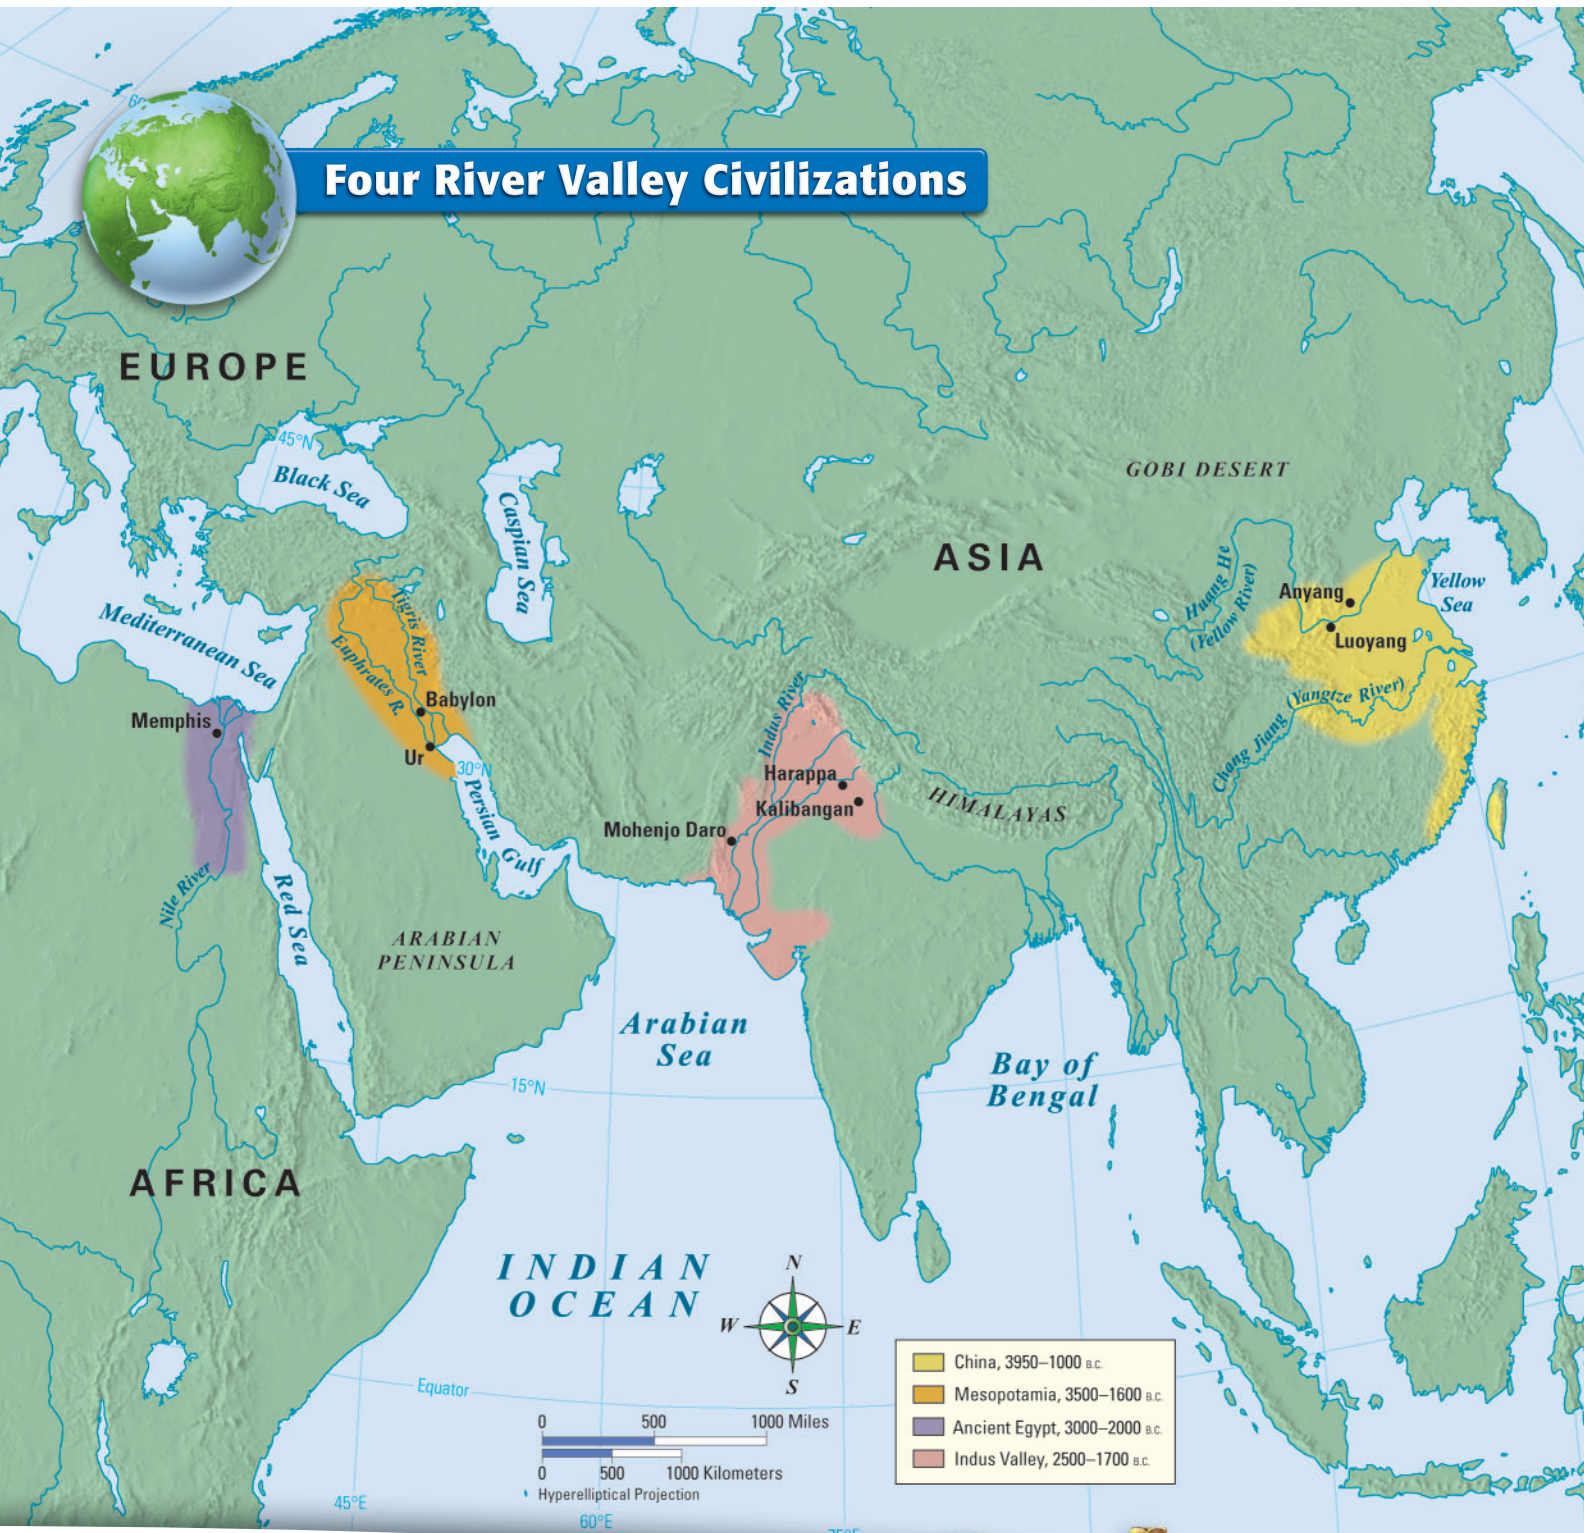 Four River Valley Civilizations
EUROPE
45°N
Black Sea
Caspian Sea
GOBI DESERT
ASIA
Huang He
(Yellow River)
Anyang
Luoyang
Yellow
Sea
Mediterranean Sea
Tigris River
Euphrates R.
Babylon
Ur
30°N
Persian Gulf
Memphis
Nile River
Red Sea
ARABIAN
PENINSULA
Indus River
Harappa
Kalibangan
Mohenjo Daro
HIMALAYAS
Chang Jiang (Yangtze River)
Arabian
Sea
Bay of
Bengal
15°N
AFRICA
INDIAN
OCEAN
N
W E
S
Equator
0 500 1000 Miles
0 500 1000 Kilometers
Hyperelliptical Projection
China, 3950–1000 B.C.
Mesopotamia, 3500–1600 B.C.
Ancient Egypt, 3000–2000 B.C.
Indus Valley, 2500–1700 B.C.
45°E
60°E